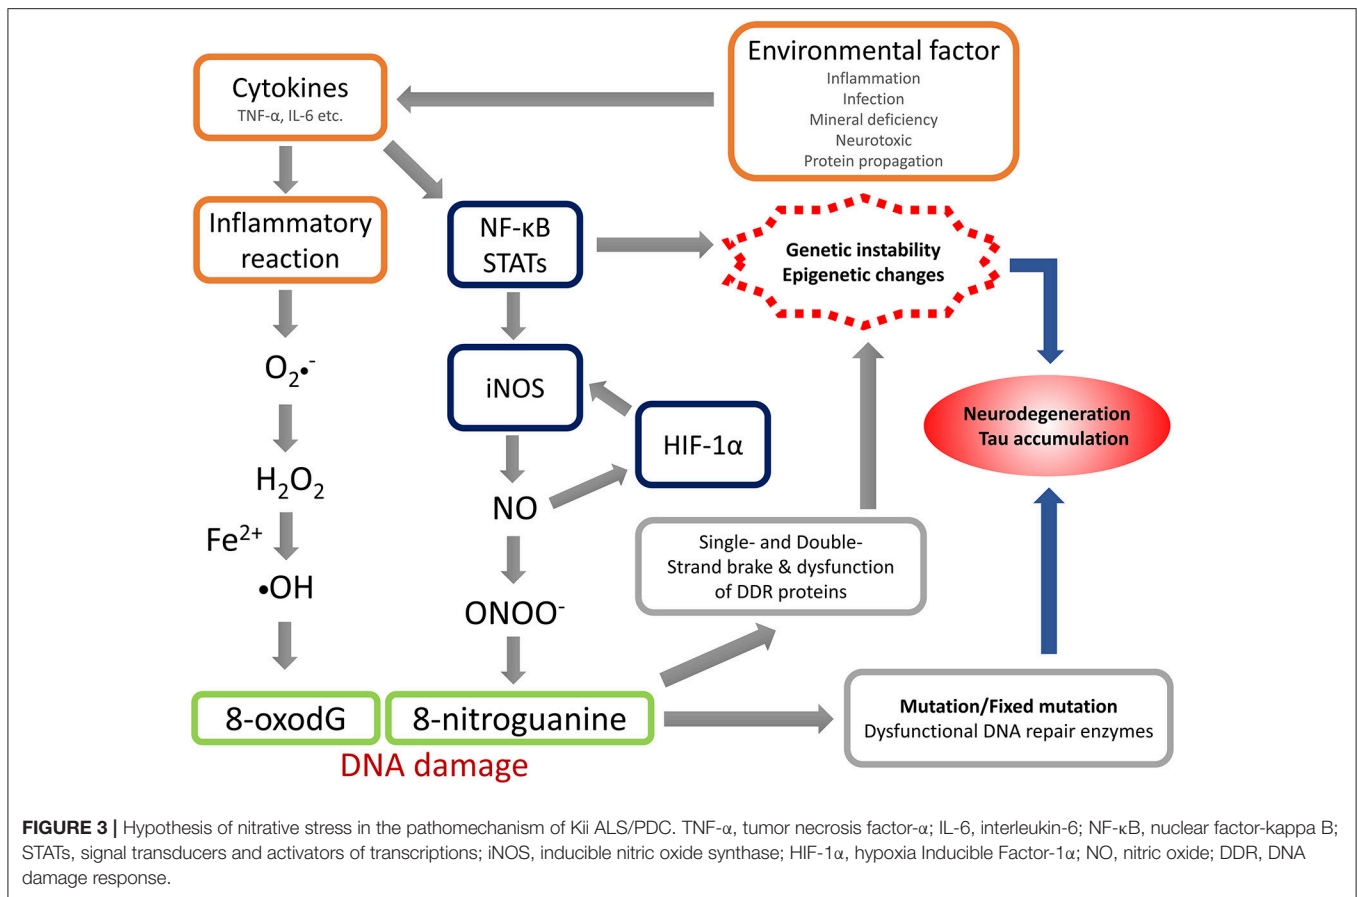 Environmental factor
Inflammation
Infection
Mineral deficiency
Neurotoxic
Protein propagation
Cytokines
TNF-α, IL-6 etc.
Inflammatory
reaction
NF-κB
STATs
Genetic instability
Epigenetic changes
O₂•⁻
iNOS
HIF-1α
Neurodegeneration
Tau accumulation
H₂O₂
NO
Fe²⁺
•OH
ONOO⁻
Single- and Double-
Strand brake & dysfunction
of DDR proteins
8-oxodG
8-nitroguanine
DNA damage
Mutation/Fixed mutation
Dysfunctional DNA repair enzymes
FIGURE 3 | Hypothesis of nitrative stress in the pathomechanism of Kii ALS/PDC. TNF-α, tumor necrosis factor-α; IL-6, interleukin-6; NF-κB, nuclear factor-kappa B;
STATs, signal transducers and activators of transcriptions; iNOS, inducible nitric oxide synthase; HIF-1α, hypoxia Inducible Factor-1α; NO, nitric oxide; DDR, DNA
damage response.